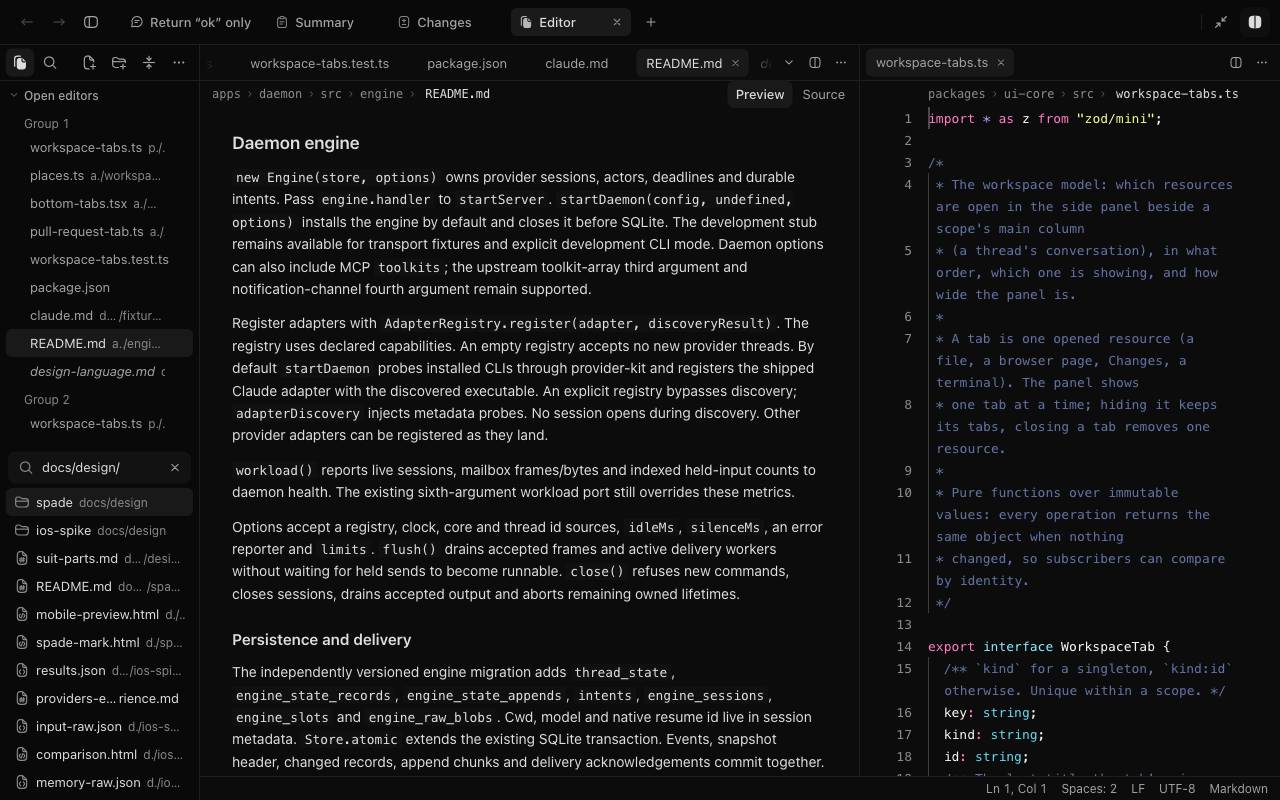 Return “ok” only
Summary
Changes
Editor
workspace-tabs.test.ts
package.json
claude.md
README.md
workspace-tabs.ts
Open editors
Group 1
workspace-tabs.ts p./.
places.ts a./workspa…
bottom-tabs.tsx a./…
pull-request-tab.ts a./
workspace-tabs.test.ts
package.json
claude.md d… /fixtur…
README.md a./engi…
design-language.md
Group 2
workspace-tabs.ts p./.
docs/design/
spade docs/design
ios-spike docs/design
suit-parts.md d… /desi…
README.md do… /spa…
mobile-preview.html d./..
spade-mark.html d./sp…
results.json d…/ios-spi…
providers-e… rience.md
input-raw.json d./ios-s…
comparison.html d./ios…
memory-raw.json d./io…
apps › daemon › src › engine › README.md
Preview
Source
Daemon engine
new Engine(store, options) owns provider sessions, actors, deadlines and durable
intents. Pass engine.handler to startServer. startDaemon(config, undefined,
options) installs the engine by default and closes it before SQLite. The development stub
remains available for transport fixtures and explicit development CLI mode. Daemon options
can also include MCP toolkits; the upstream toolkit-array third argument and
notification-channel fourth argument remain supported.
Register adapters with AdapterRegistry.register(adapter, discoveryResult). The
registry uses declared capabilities. An empty registry accepts no new provider threads. By
default startDaemon probes installed CLIs through provider-kit and registers the shipped
Claude adapter with the discovered executable. An explicit registry bypasses discovery;
adapterDiscovery injects metadata probes. No session opens during discovery. Other
provider adapters can be registered as they land.
workload() reports live sessions, mailbox frames/bytes and indexed held-input counts to
daemon health. The existing sixth-argument workload port still overrides these metrics.
Options accept a registry, clock, core and thread id sources, idleMs, silenceMs, an error
reporter and limits. flush() drains accepted frames and active delivery workers
without waiting for held sends to become runnable. close() refuses new commands,
closes sessions, drains accepted output and aborts remaining owned lifetimes.
Persistence and delivery
The independently versioned engine migration adds thread_state,
engine_state_records, engine_state_appends, intents, engine_sessions,
engine_slots and engine_raw_blobs. Cwd, model and native resume id live in session
metadata. Store.atomic extends the existing SQLite transaction. Events, snapshot
header, changed records, append chunks and delivery acknowledgements commit together.
packages › ui-core › src › workspace-tabs.ts
1 import * as z from "zod/mini";
2
3 /*
4 * The workspace model: which resources
are open in the side panel beside a
scope's main column
5 * (a thread's conversation), in what
order, which one is showing, and how
wide the panel is.
6 *
7 * A tab is one opened resource (a
file, a browser page, Changes, a
terminal). The panel shows
8 * one tab at a time; hiding it keeps
its tabs, closing a tab removes one
resource.
9 *
10 * Pure functions over immutable
values: every operation returns the
same object when nothing
11 * changed, so subscribers can compare
by identity.
12 */
13
14 export interface WorkspaceTab {
15 /** `kind` for a singleton, `kind:id`
otherwise. Unique within a scope. */
16 key: string;
17 kind: string;
18 id: string;
Ln 1, Col 1
Spaces: 2
LF
UTF-8
Markdown